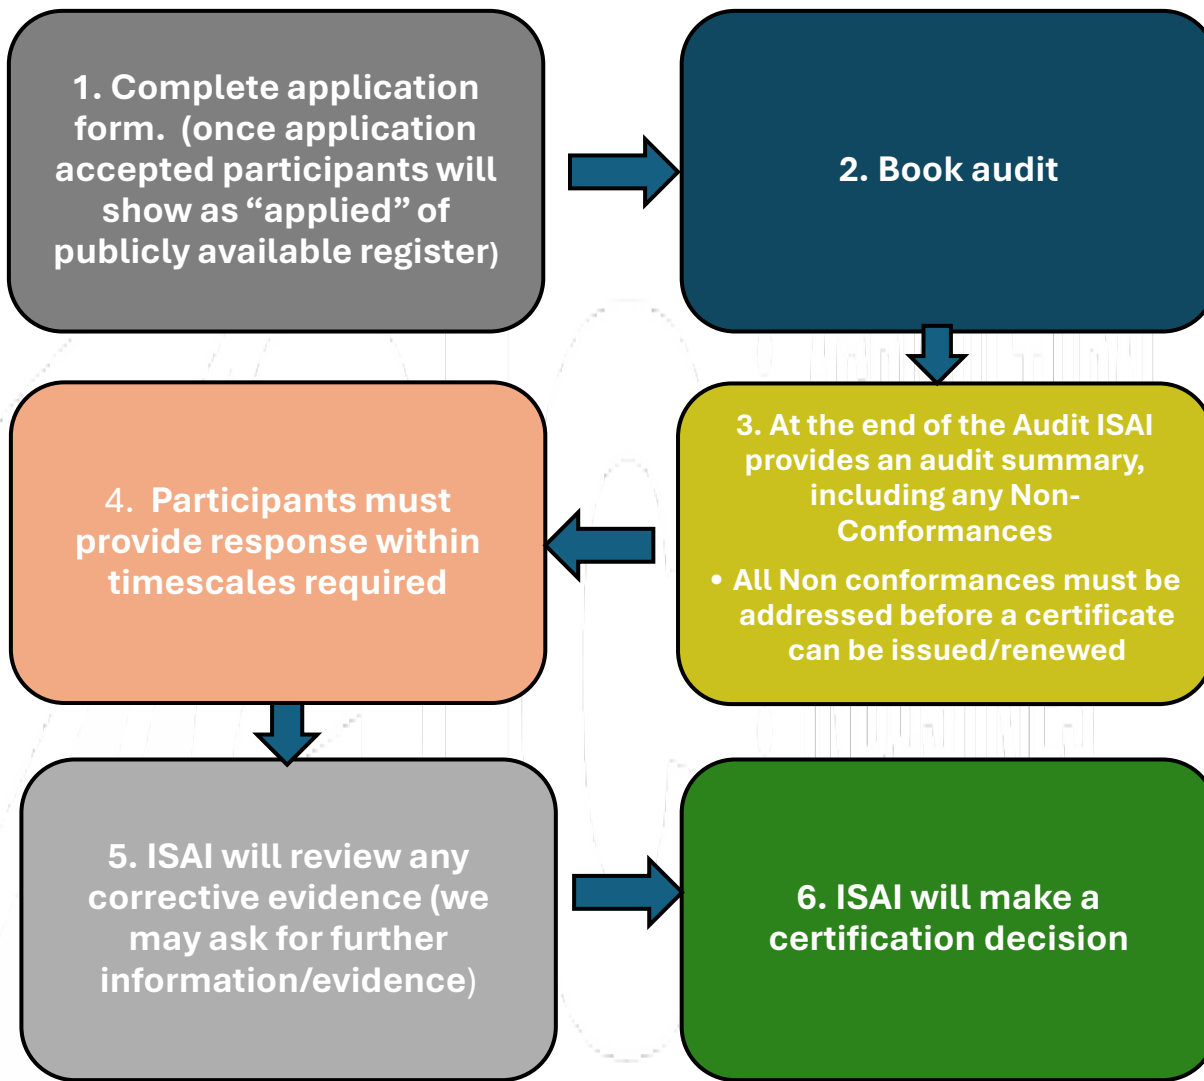 1. Complete application
form.  (once application
accepted participants will
show as “applied” of
publicly available register)
2. Book audit
3. At the end of the Audit ISAI
provides an audit summary,
including any Non-
Conformances
• All Non conformances must be
addressed before a certificate
can be issued/renewed
4.  Participants must
provide response within
timescales required
5. ISAI will review any
corrective evidence (we
may ask for further
information/evidence)
6. ISAI will make a
certification decision